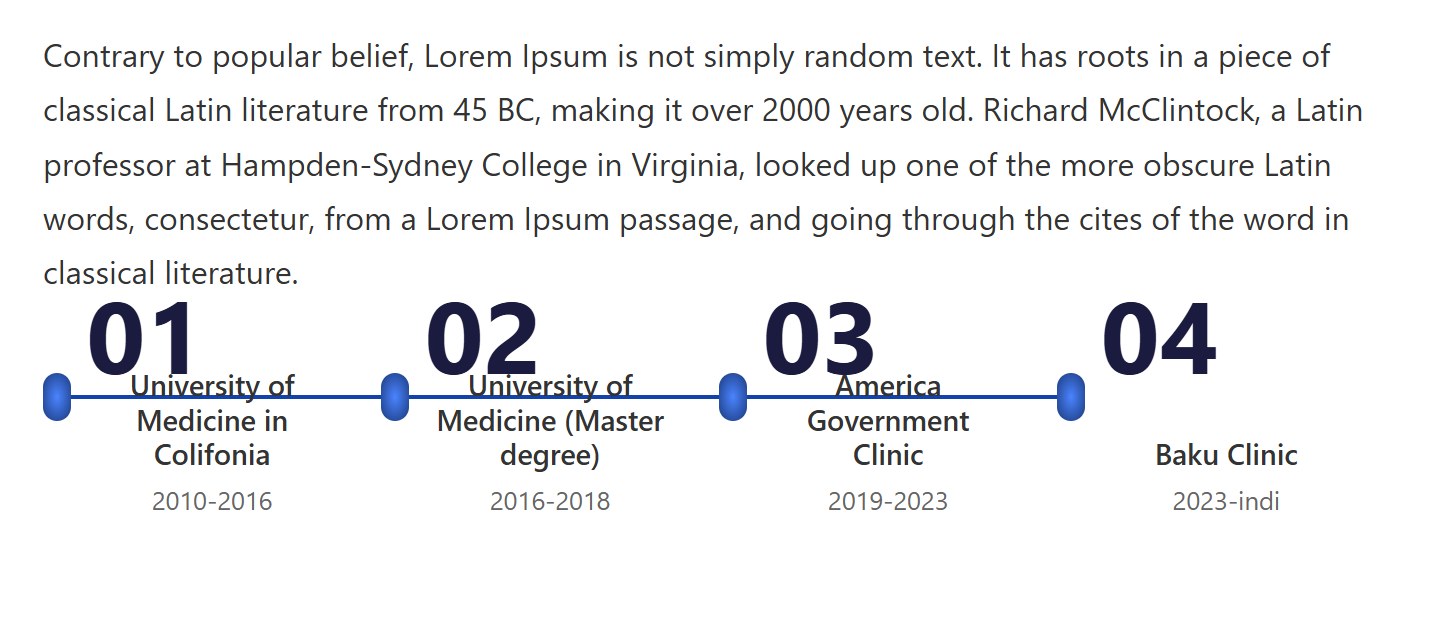 Contrary to popular belief, Lorem Ipsum is not simply random text. It has roots in a piece of
classical Latin literature from 45 BC, making it over 2000 years old. Richard McClintock, a Latin
professor at Hampden-Sydney College in Virginia, looked up one of the more obscure Latin
words, consectetur, from a Lorem Ipsum passage, and going through the cites of the word in
classical literature.
01
University of
Medicine in
Colifonia
2010-2016
02
University of
Medicine (Master
degree)
2016-2018
03
America
Government
Clinic
2019-2023
04
Baku Clinic
2023-indi